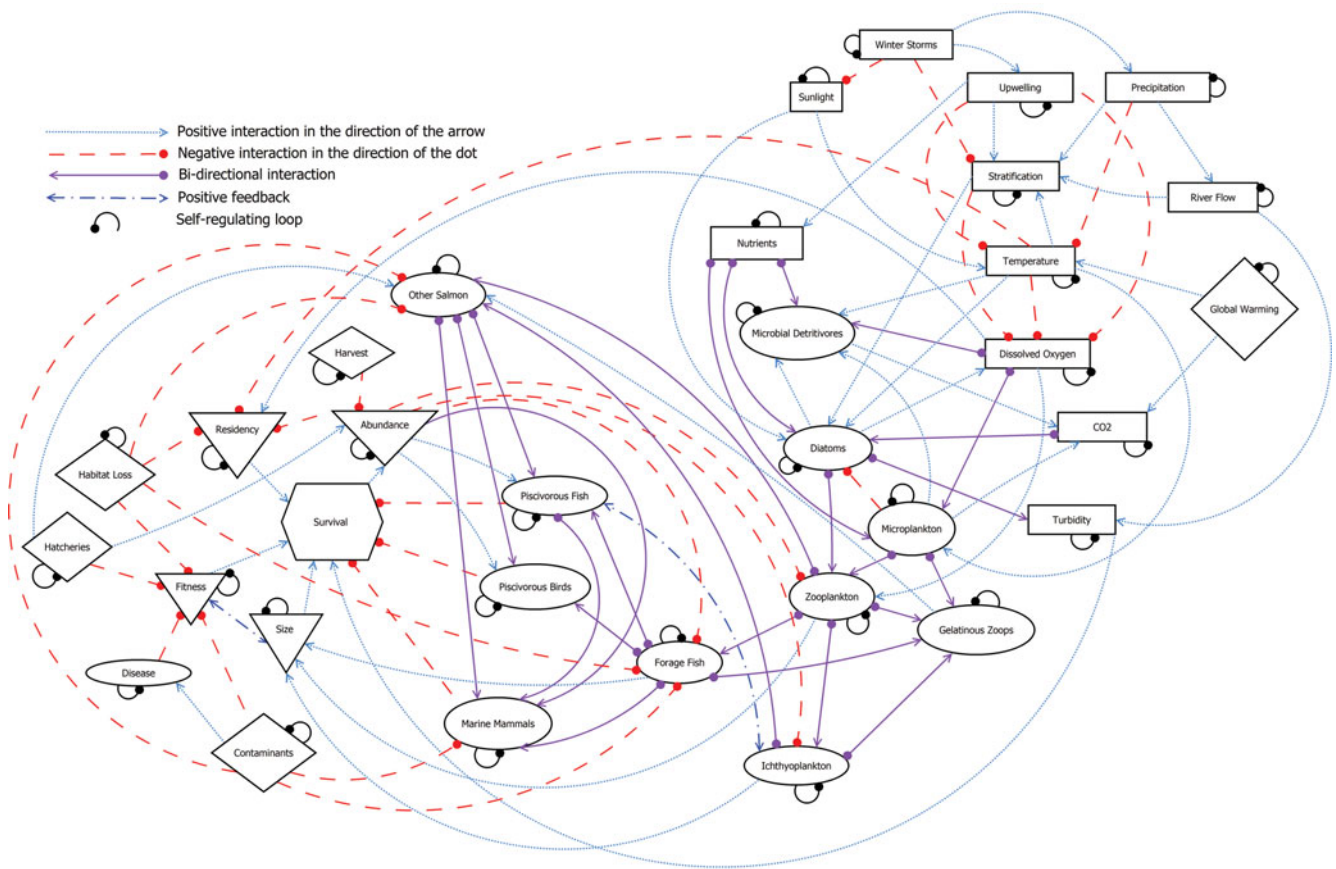 Winter Storms
Sunlight
Upwelling
Precipitation
Positive interaction in the direction of the arrow
Negative interaction in the direction of the dot
Bi-directional interaction
Positive feedback
Self-regulating loop
Stratification
River Flow
Nutrients
Temperature
Other Salmon
Global Warming
Microbial Detritivores
Harvest
Dissolved Oxygen
Residency
Abundance
CO2
Diatoms
Habitat Loss
Piscivorous Fish
Survival
Microplankton
Turbidity
Hatcheries
Fitness
Piscivorous Birds
Zooplankton
Size
Gelatinous Zoops
Forage Fish
Disease
Marine Mammals
Contaminants
Ichthyoplankton